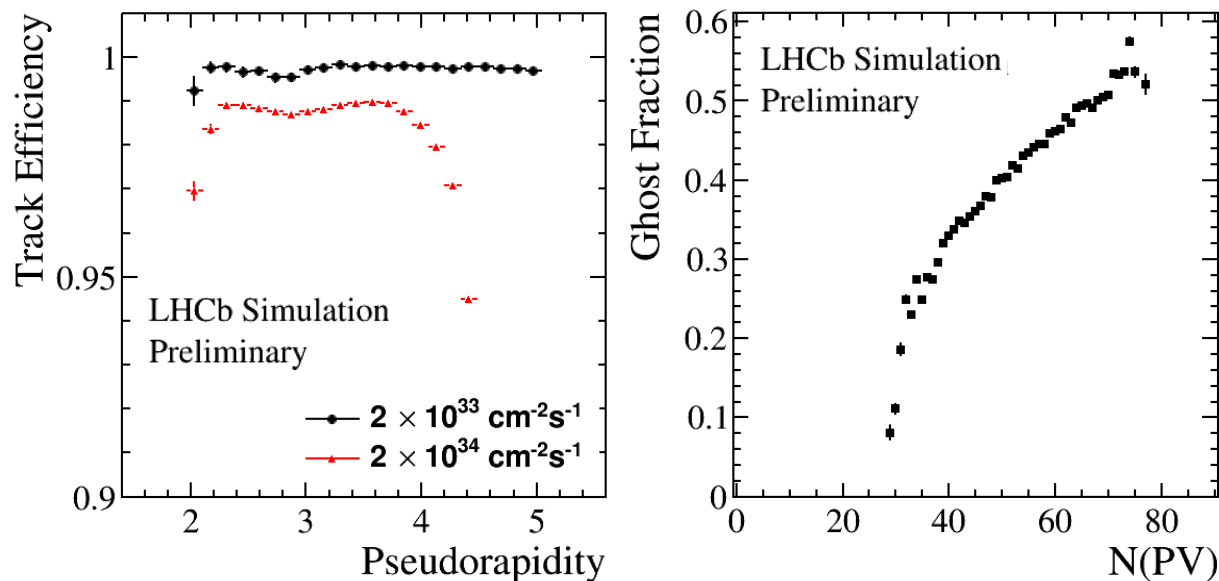 Track Efficiency
1
0.95
0.9
LHCb Simulation
Preliminary
2 × 10³³ cm⁻²s⁻¹
2 × 10³⁴ cm⁻²s⁻¹
2 3 4 5
Pseudorapidity
Ghost Fraction
0.6
0.5
0.4
0.3
0.2
0.1
0
LHCb Simulation
Preliminary
0 20 40 60 80
N(PV)